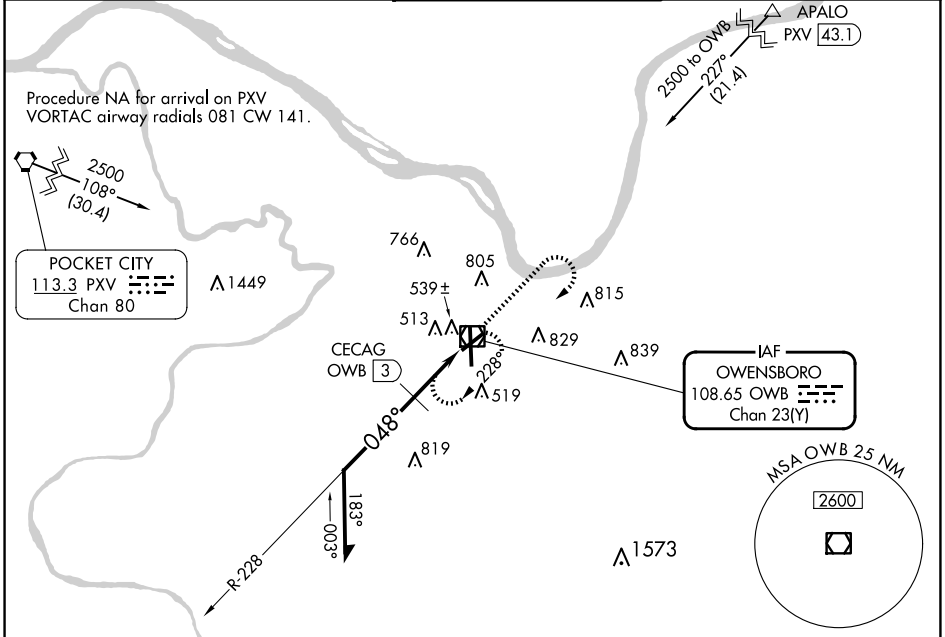 APALO
PXV 43.1
2500 to OWB
227°
(21.4)
Procedure NA for arrival on PXV
VORTAC airway radials 081 CW 141.
2500
108°
(30.4)
POCKET CITY
113.3 PXV
Chan 80
1449
766
805
539 ±
513
815
829
839
CECAG
OWB 3
228°
519
IAF
OWENSBORO
108.65 OWB
Chan 23(Y)
048°
819
183°
003°
R-228
1573
MSA OWB 25 NM
2600